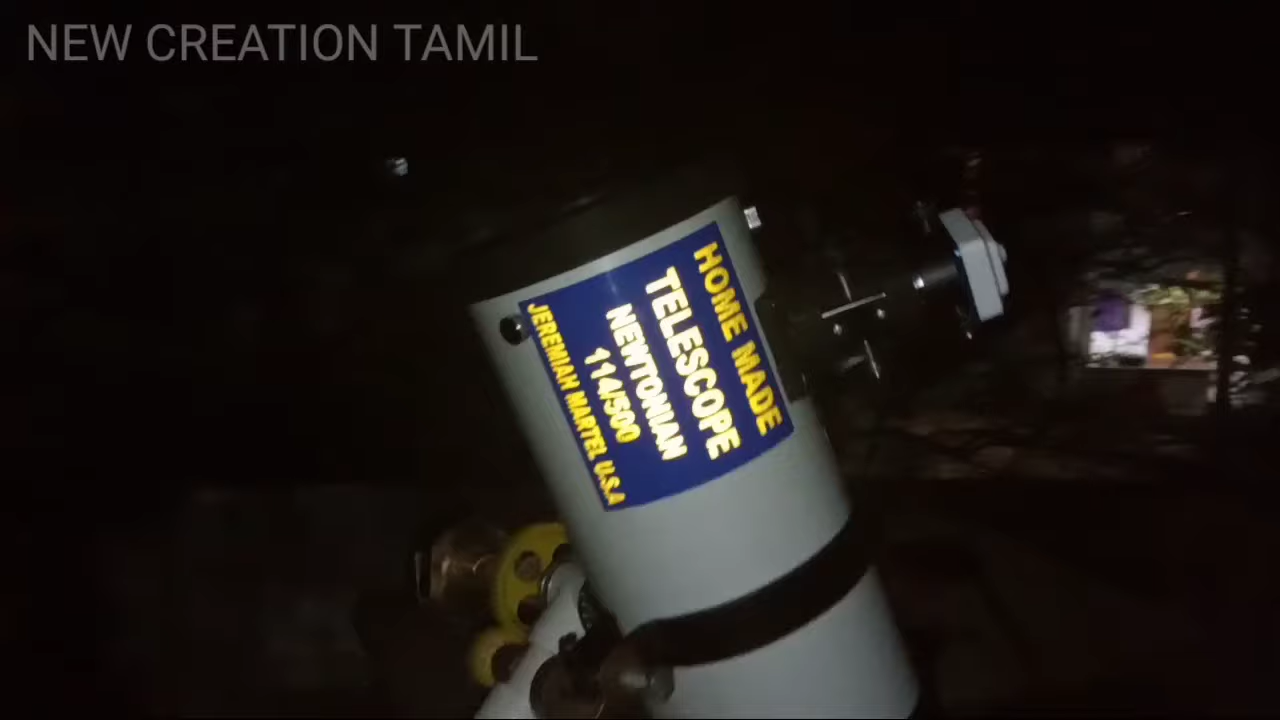 NEW CREATION TAMIL
HOME MADE
TELESCOPE
NEWTONIAN
114/500
JEREMIAH MARTEL U.S.A